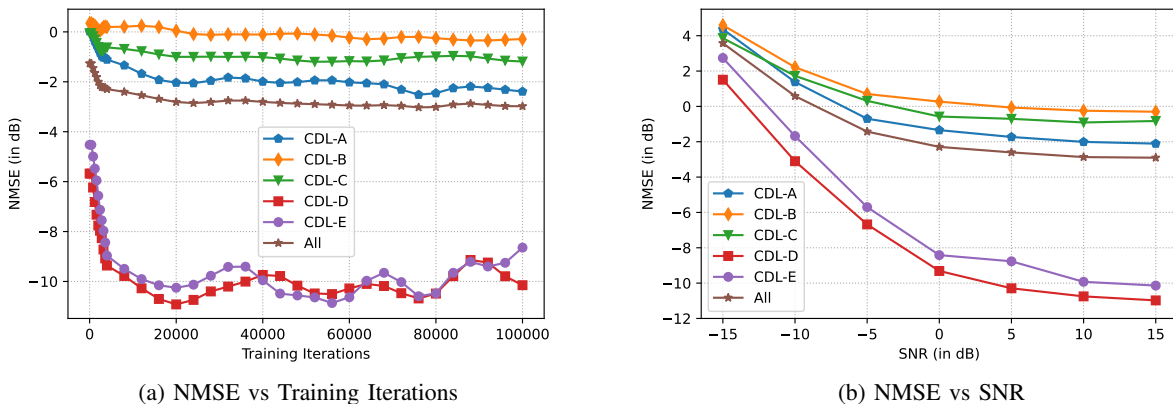 0
−2
−4
−6
−8
−10
NMSE (in dB)
CDL-A
CDL-B
CDL-C
CDL-D
CDL-E
All
0 20000 40000 60000 80000 100000
Training Iterations
(a) NMSE vs Training Iterations
4
2
0
−2
−4
−6
−8
−10
−12
NMSE (in dB)
CDL-A
CDL-B
CDL-C
CDL-D
CDL-E
All
−15 −10 −5 0 5 10 15
SNR (in dB)
(b) NMSE vs SNR